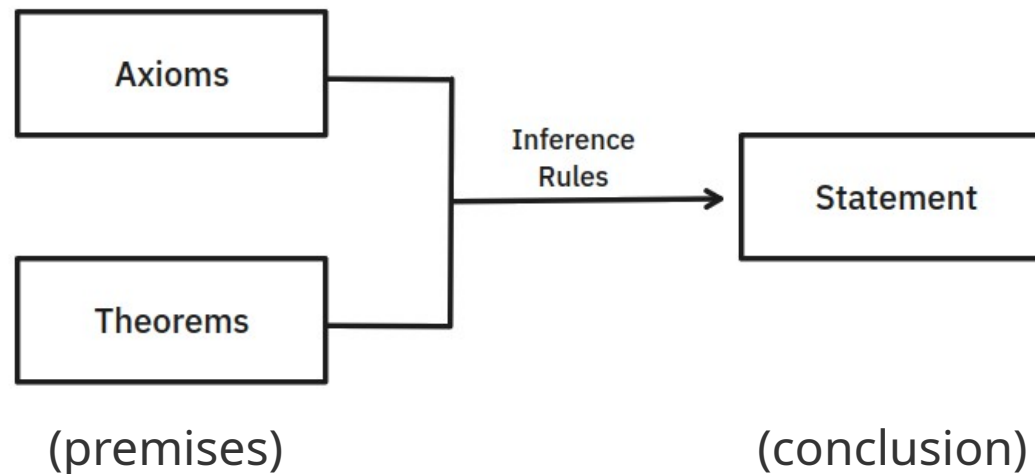 Axioms
Inference
Rules
Statement
Theorems
(premises)
(conclusion)